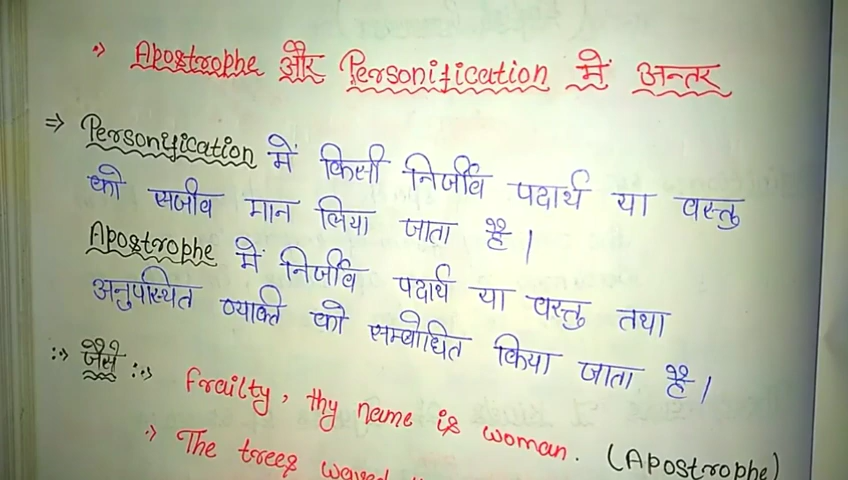 Apostrophe और Personification में अन्तर
⇒ Personification में किसी निर्जीव पदार्थ या वस्तु
को सजीव मान लिया जाता है।
Apostrophe में निर्जीव पदार्थ या वस्तु तथा
अनुपस्थित व्यक्ति को सम्बोधित किया जाता है।
जैसे Frailty, thy name is woman. (Apostrophe)
The trees waved